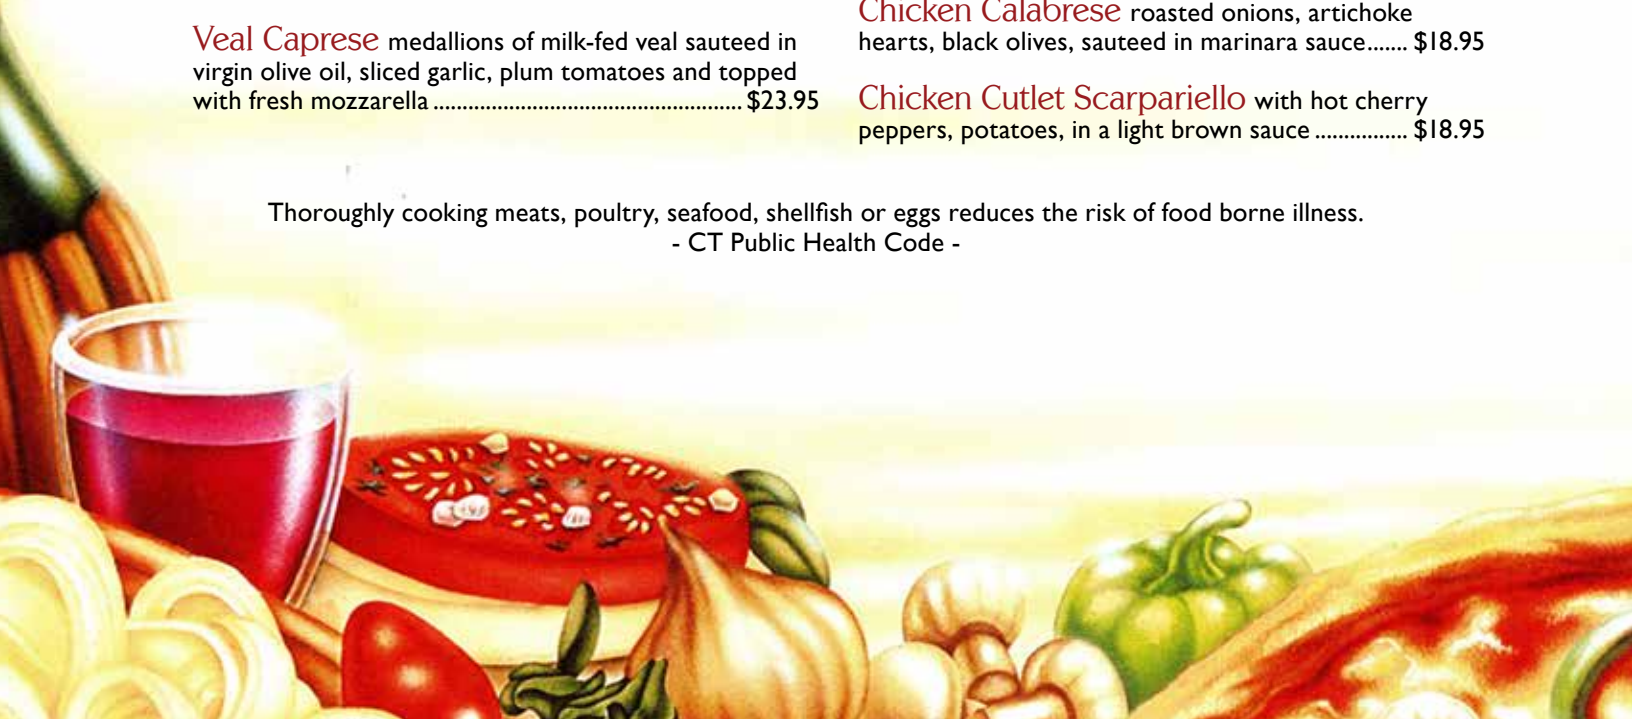 Veal Caprese medallions of milk-fed veal sauteed in
virgin olive oil, sliced garlic, plum tomatoes and topped
with fresh mozzarella ..................................................... $23.95
Chicken Calabrese roasted onions, artichoke
hearts, black olives, sauteed in marinara sauce....... $18.95
Chicken Cutlet Scarpariello with hot cherry
peppers, potatoes, in a light brown sauce ................ $18.95
Thoroughly cooking meats, poultry, seafood, shellfish or eggs reduces the risk of food borne illness.
- CT Public Health Code -